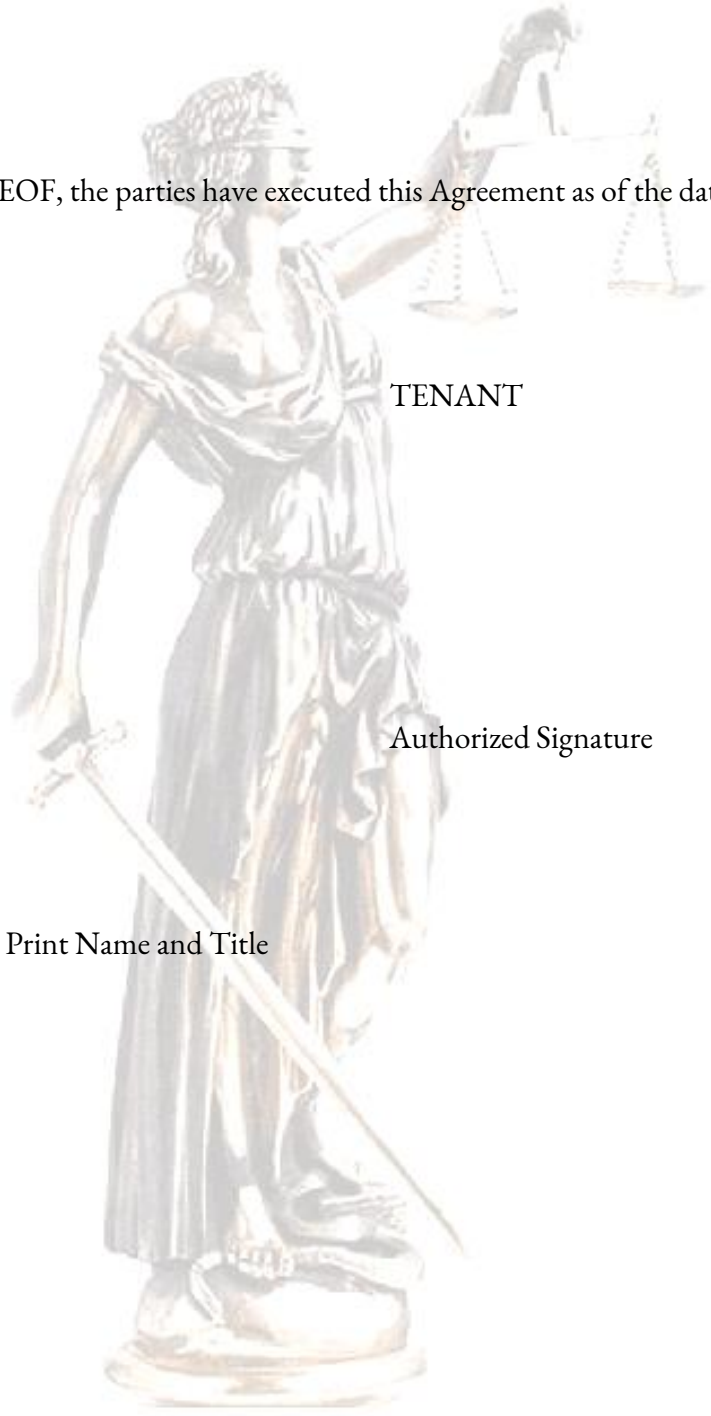 EOF, the parties have executed this Agreement as of the dat
TENANT
Authorized Signature
Print Name and Title